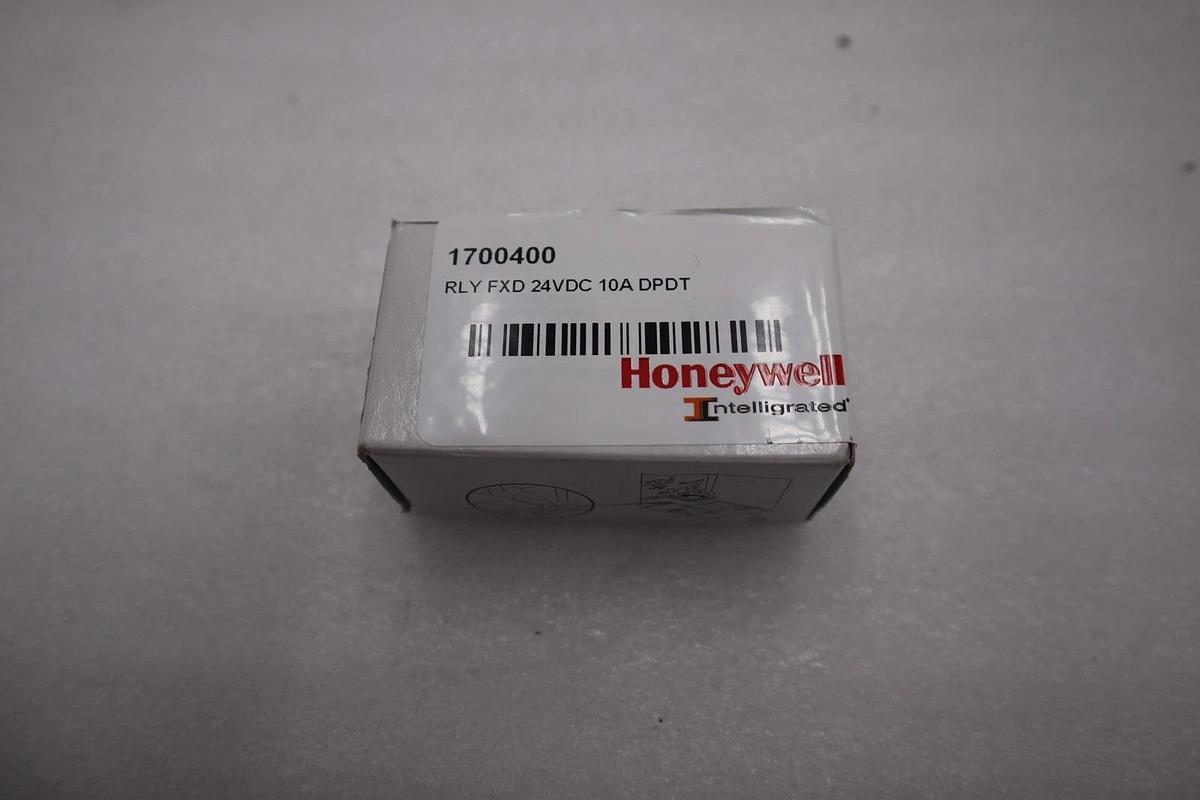 1700400
RLY FXD 24VDC 10A DPDT
Honeywell
Intelligrated